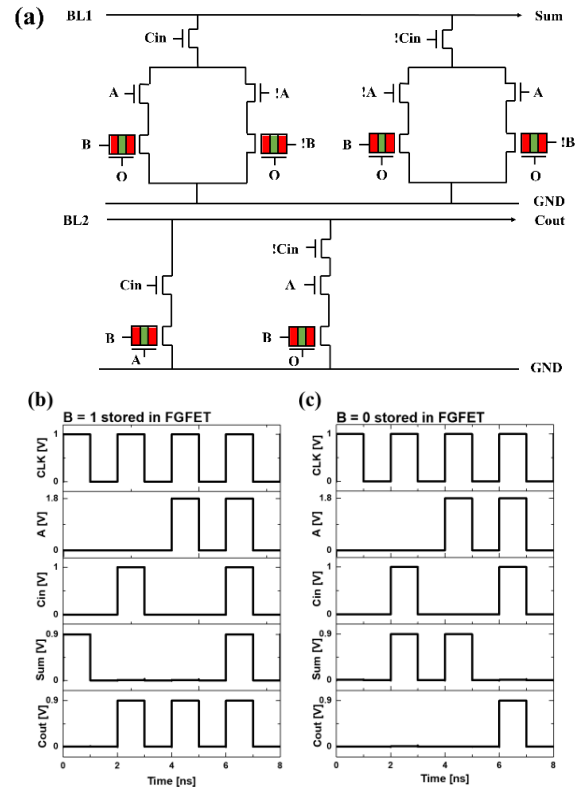 (a)
BL1 Sum
Cin !Cin
A !A !A A
B !B B !B
O O O O
GND
BL2 Cout
!Cin
Cin A
B B
A O
GND
(b) (c)
B = 1 stored in FGFET B = 0 stored in FGFET
CLK [V] 1 0 CLK [V] 1 0
A [V] 1.8 0 A [V] 1.8 0
Cin [V] 1 0 Cin [V] 1 0
Sum [V] 0.9 0 Sum [V] 0.9 0
Cout [V] 0.9 0 Cout [V] 0.9 0
0 2 4 6 8 0 2 4 6 8
Time [ns] Time [ns]